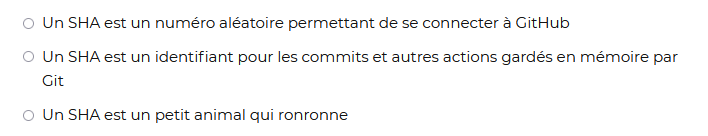 Un SHA est un numéro aléatoire permettant de se connecter à GitHub
Un SHA est un identifiant pour les commits et autres actions gardés en mémoire par
Git
Un SHA est un petit animal qui ronronne